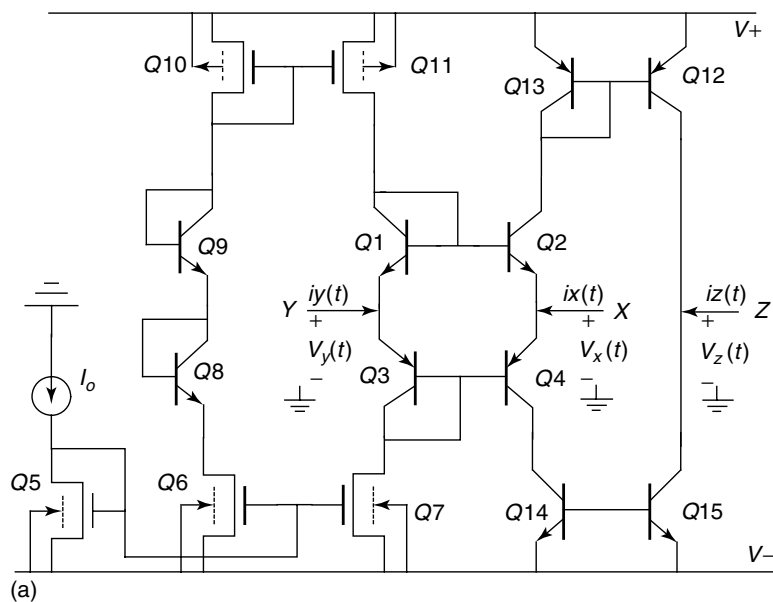 V+
Q10
Q11
Q13
Q12
Q9
Q1
Q2
Y
iy(t)
+
Vy(t)
−
ix(t)
+
X
Vx(t)
−
iz(t)
+
Z
Vz(t)
−
Io
Q8
Q3
Q4
Q5
Q6
Q7
Q14
Q15
V−
(a)